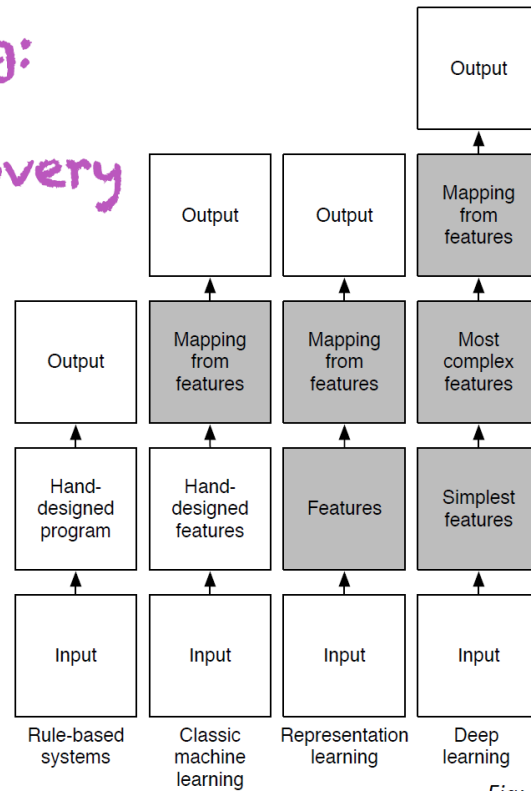 g):
overy
Output
Output
Output
Mapping
from
features
Output
Mapping
from
features
Mapping
from
features
Most
complex
features
Hand-
designed
program
Hand-
designed
features
Features
Simplest
features
Input
Input
Input
Input
Rule-based
systems
Classic
machine
learning
Representation
learning
Deep
learning